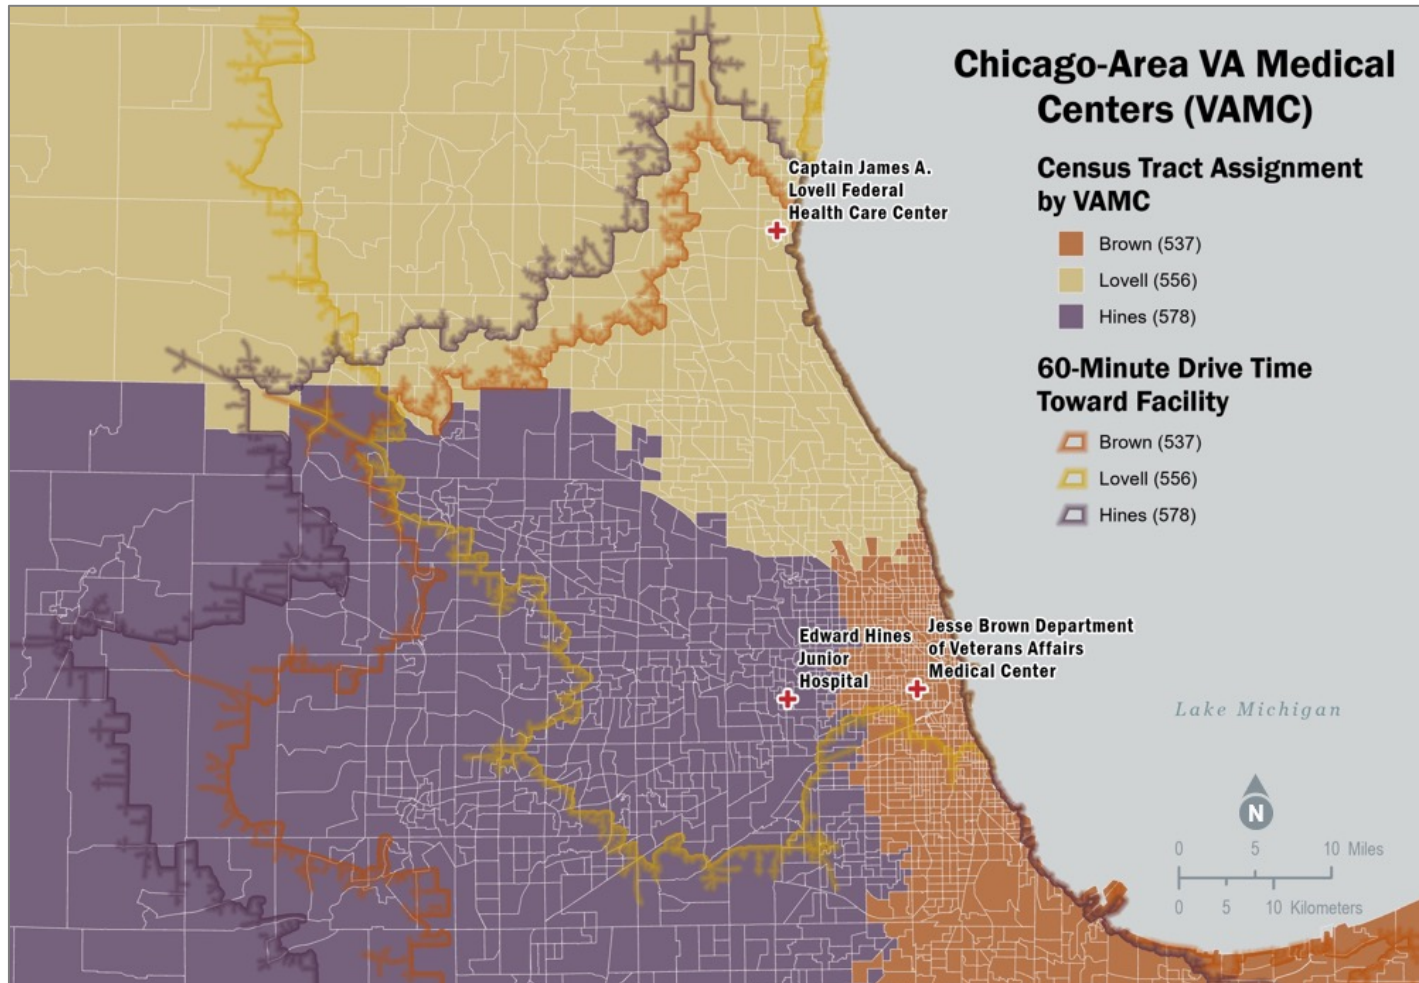 Chicago-Area VA Medical
Centers (VAMC)
Census Tract Assignment
by VAMC
Brown (537)
Lovell (556)
Hines (578)
60-Minute Drive Time
Toward Facility
Brown (537)
Lovell (556)
Hines (578)
Captain James A.
Lovell Federal
Health Care Center
Edward Hines
Junior
Hospital
Jesse Brown Department
of Veterans Affairs
Medical Center
Lake Michigan
N
0 5 10 Miles
0 5 10 Kilometers